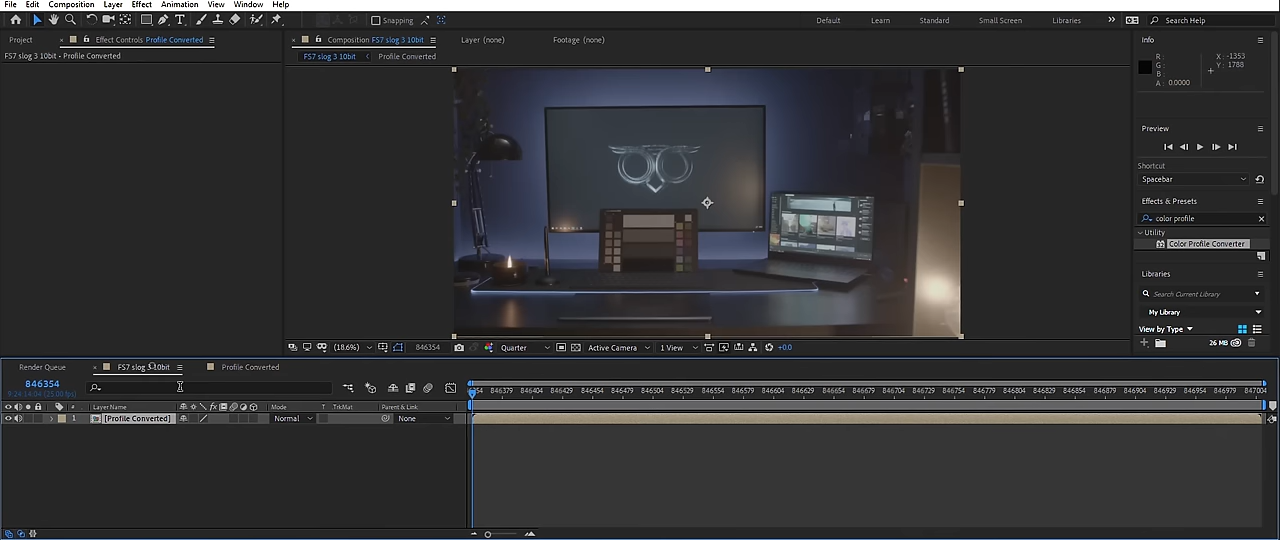 File Edit Composition Layer Effect Animation View Window Help
Snapping
Default Learn Standard Small Screen Libraries
Search Help
Project
Effect Controls Profile Converted
FS7 slog 3 10bit • Profile Converted
Composition FS7 slog 3 10bit
Layer (none)
Footage (none)
FS7 slog 3 10bit
Profile Converted
(18.6%)
846354
Quarter
Active Camera
1 View
+0.0
Info
R :
G :
B :
A : 0.0000
X : -1353
Y : 1788
Preview
Shortcut
Spacebar
Effects & Presets
color profile
Utility
Color Profile Converter
Libraries
Search Current Library
My Library
View by Type
26 MB
Render Queue
FS7 slog 3 10bit
Profile Converted
846354
(25.00 fps)
# Layer Name
Mode
T TrkMat
Parent & Link
1 [Profile Converted]
Normal
None
846379 846404 846429 846454 846479 846504 846529 846554 846579 846604 846629 846654 846679 846704 846729 846754 846779 846804 846829 846854 846879 846904 846929 846954 846979 847004